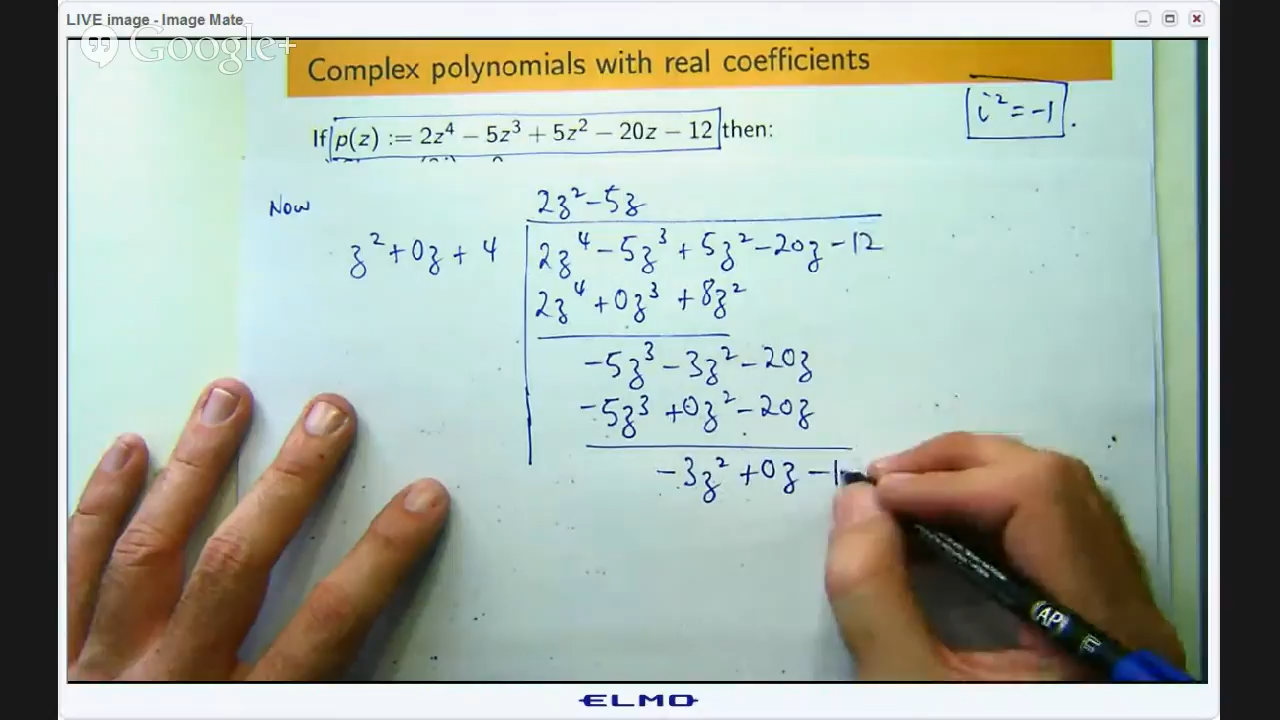 LIVE image - Image Mate
Google+
Complex polynomials with real coefficients
i² = -1.
If p(z) := 2z⁴ − 5z³ + 5z² − 20z − 12 then:
Now
2z² - 5z
z² + 0z + 4
2z⁴ - 5z³ + 5z² - 20z - 12
2z⁴ + 0z³ + 8z²
-5z³ - 3z² - 20z
-5z³ + 0z² - 20z
-3z² + 0z - 1
AP
ELMO